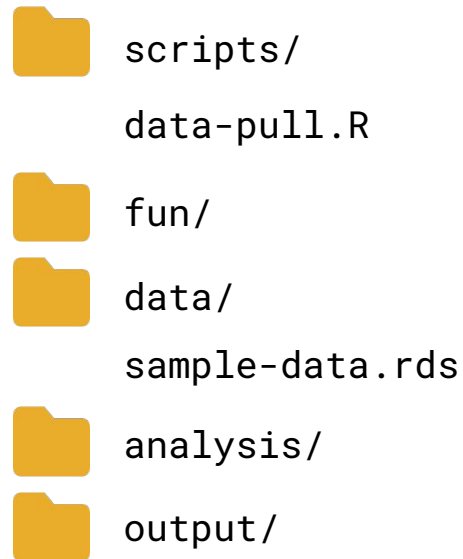 scripts/
data-pull.R
fun/
data/
sample-data.rds
analysis/
output/